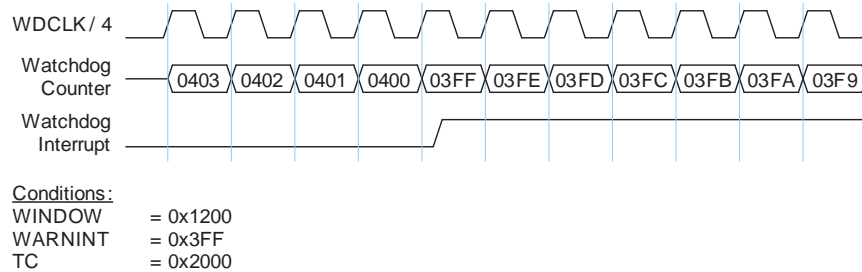 WDCLK / 4
Watchdog
Counter
0403 0402 0401 0400 03FF 03FE 03FD 03FC 03FB 03FA 03F9
Watchdog
Interrupt
Conditions:
WINDOW = 0x1200
WARNINT = 0x3FF
TC = 0x2000